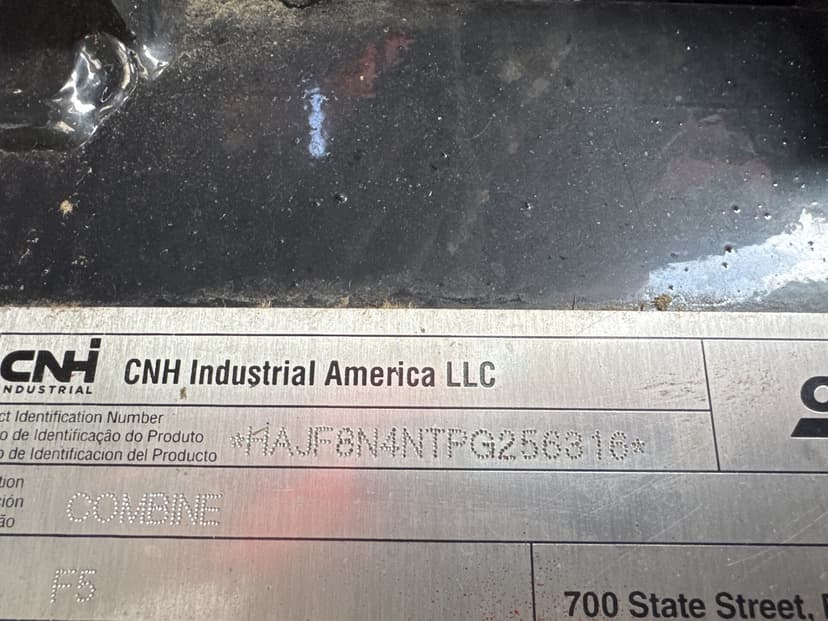 CNH
INDUSTRIAL
CNH Industrial America LLC
ct Identification Number
o de Identificação do Produto
o de Identificacion del Producto
*HAJF8N4NTPG256316*
tion
ción
ão
COMBINE
F5
700 State Street,